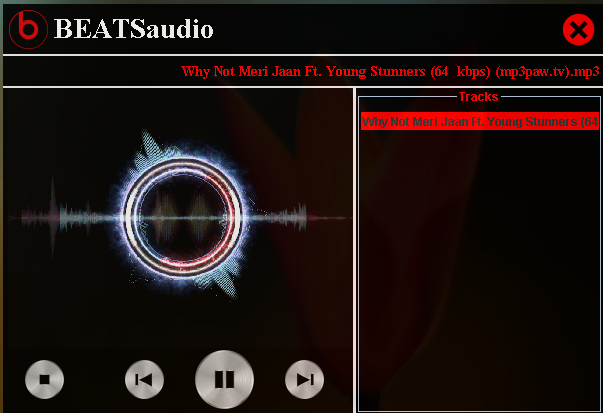 BEATSaudio
Why Not Meri Jaan Ft. Young Stunners (64 kbps) (mp3paw.tv).mp3
Tracks
Why Not Meri Jaan Ft. Young Stunners (64